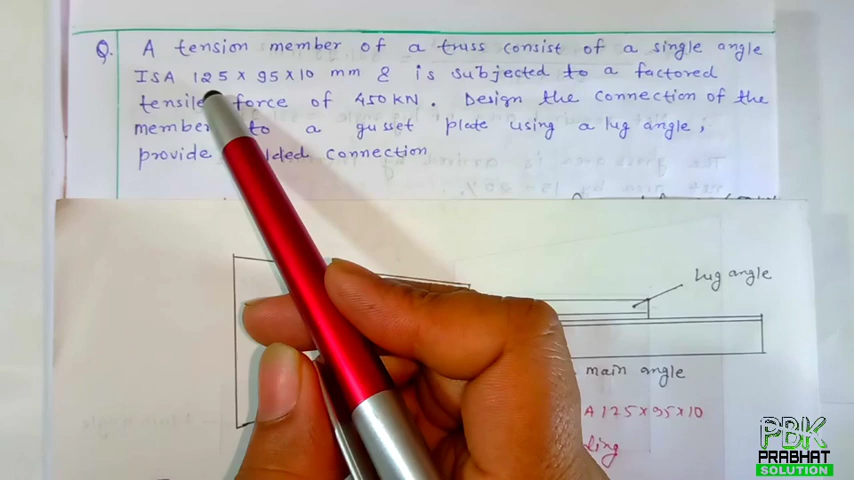 Q. A tension member of a truss consist of a single angle
ISA 125 × 95 × 10 mm & is subjected to a factored
tensile force of 450 KN. Design the connection of the
member to a gusset plate using a lug angle;
provide lded connection
lug angle
main angle
A 125×95×10
ding
PBK
PRABHAT
SOLUTION